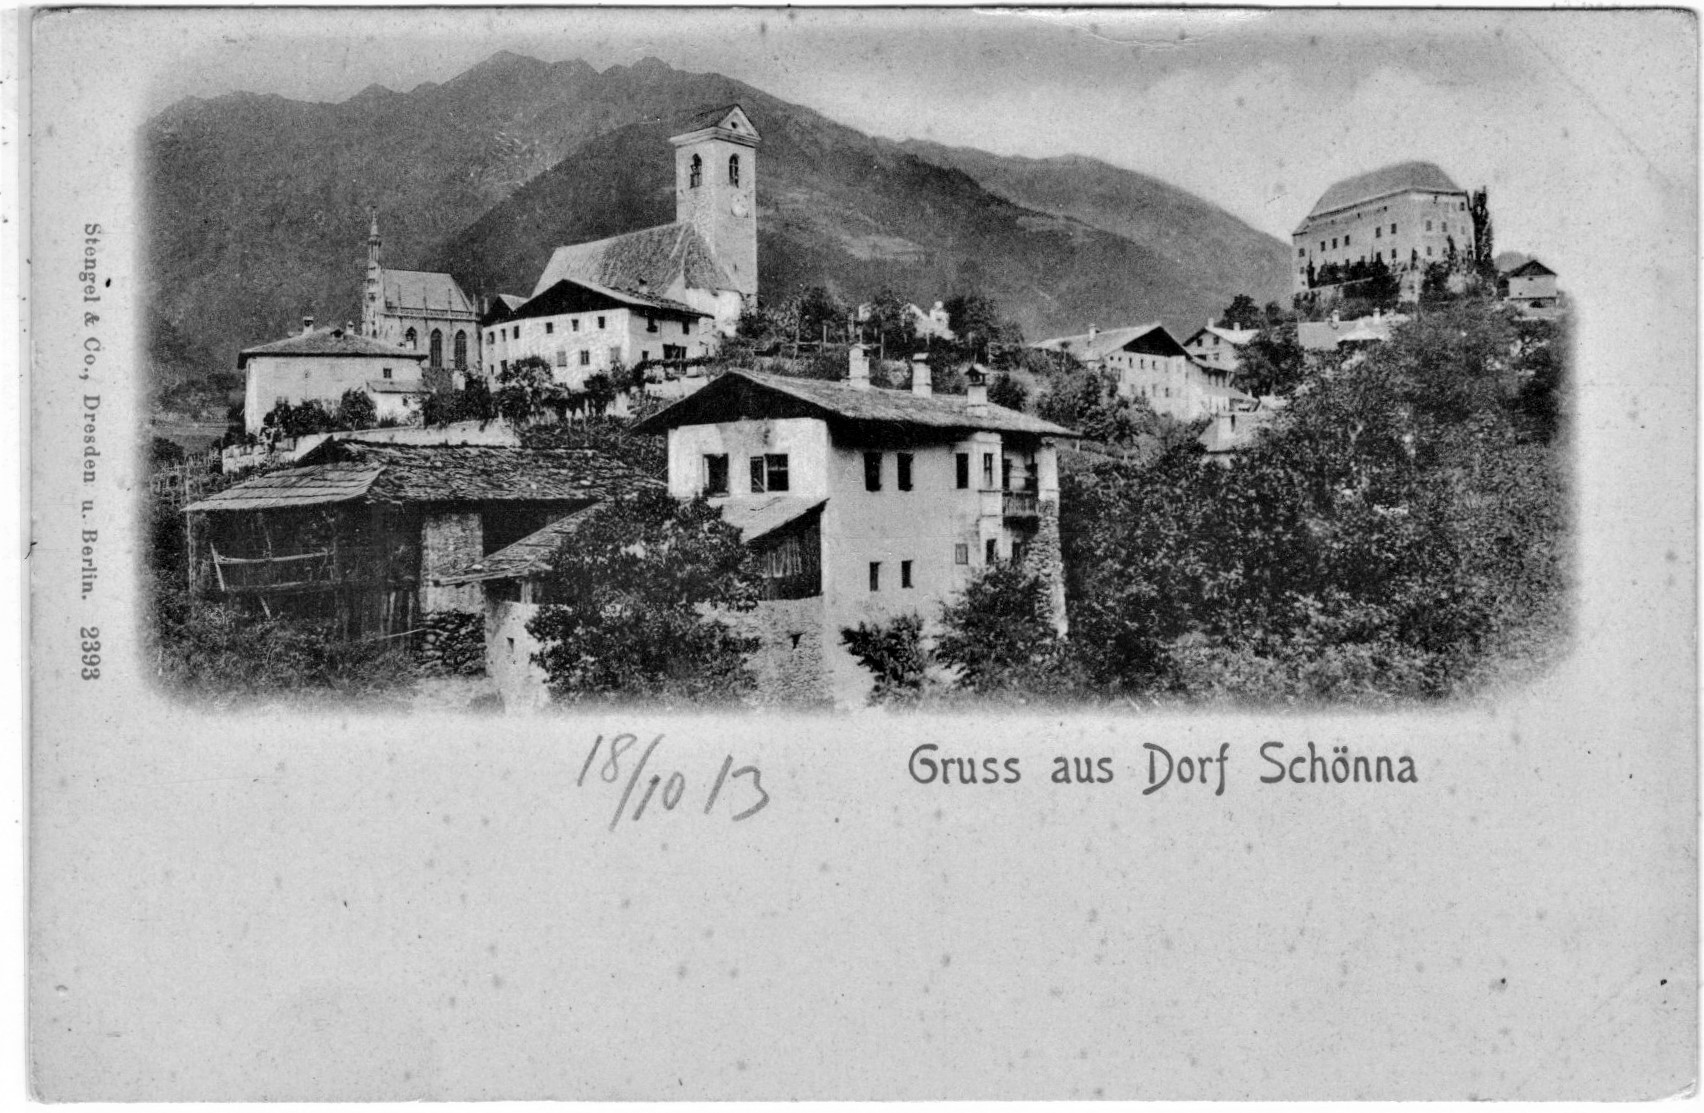 Stengel & Co., Dresden u. Berlin. 2393
18/10 13
Gruss aus Dorf Schönna